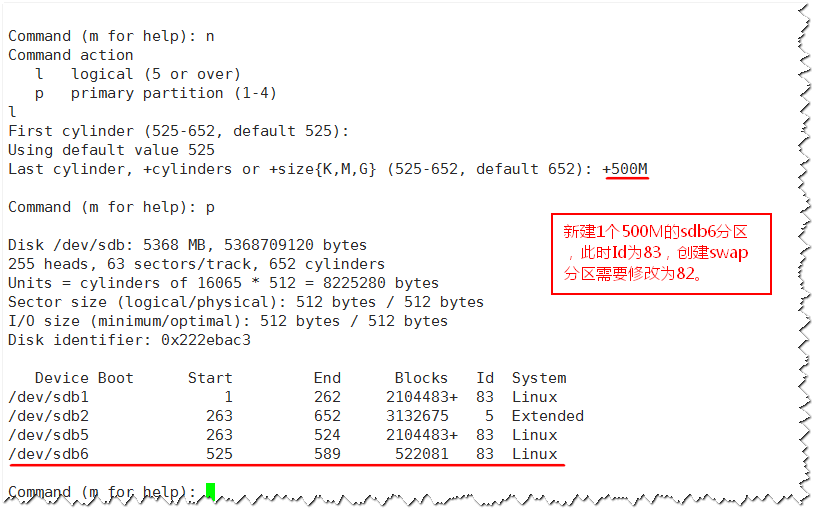 Command (m for help): n
Command action
   l   logical (5 or over)
   p   primary partition (1-4)
l
First cylinder (525-652, default 525):
Using default value 525
Last cylinder, +cylinders or +size{K,M,G} (525-652, default 652): +500M
Command (m for help): p
新建1个500M的sdb6分区
，此时Id为83，创建swap
分区需要修改为82。
Disk /dev/sdb: 5368 MB, 5368709120 bytes
255 heads, 63 sectors/track, 652 cylinders
Units = cylinders of 16065 * 512 = 8225280 bytes
Sector size (logical/physical): 512 bytes / 512 bytes
I/O size (minimum/optimal): 512 bytes / 512 bytes
Disk identifier: 0x222ebac3
   Device Boot      Start         End      Blocks   Id  System
/dev/sdb1               1         262     2104483+  83  Linux
/dev/sdb2             263         652     3132675    5  Extended
/dev/sdb5             263         524     2104483+  83  Linux
/dev/sdb6             525         589      522081   83  Linux
Command (m for help):